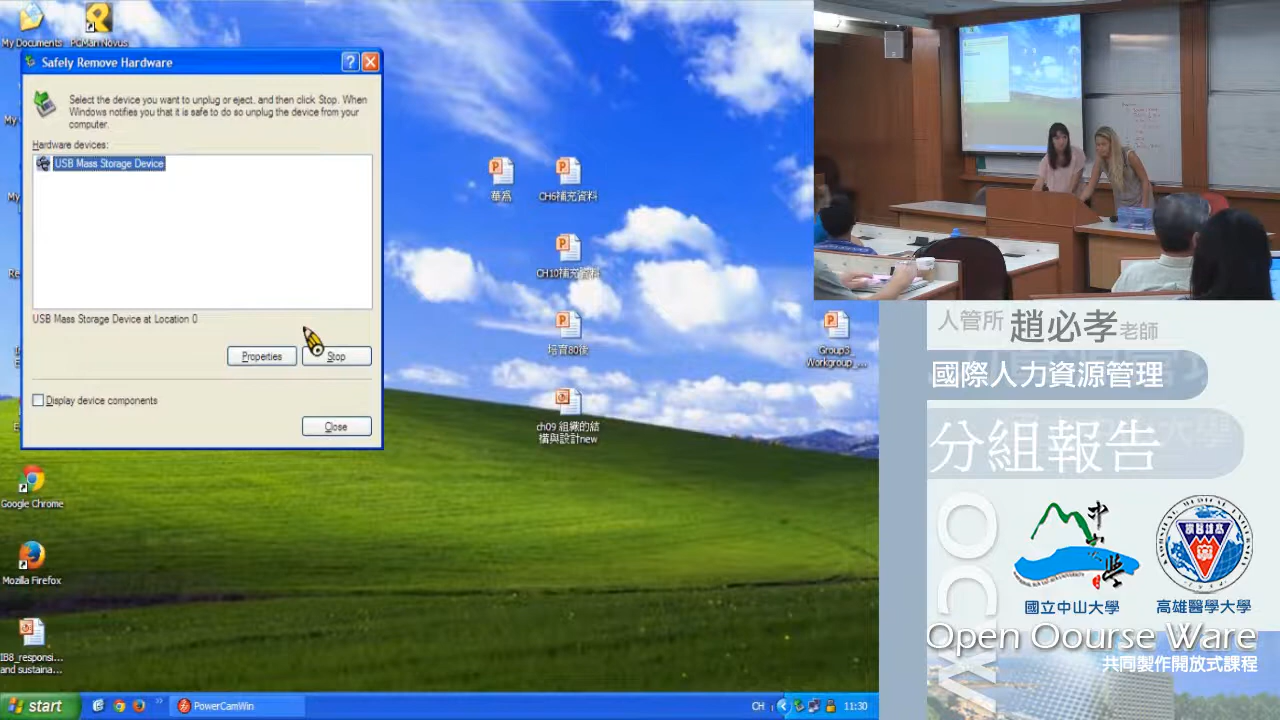 My Documents
PCMan Novus
Safely Remove Hardware
Select the device you want to unplug or eject, and then click Stop. When
Windows notifies you that it is safe to do so unplug the device from your
computer.
Hardware devices:
USB Mass Storage Device
USB Mass Storage Device at Location 0
Properties
Stop
Display device components
Close
華為
CH6補充資料
CH10補充資料
培育80後
ch09 組織的結
構與設計new
Group3_
Workgroup_...
Google Chrome
Mozilla Firefox
IB8_responsi...
and sustaina...
start
PowerCamWin
CH
11:30
人管所 趙必孝 老師
國際人力資源管理
分組報告
OCW
中山大學
國立中山大學
高雄醫學大學
Open Oourse Ware
共同製作開放式課程